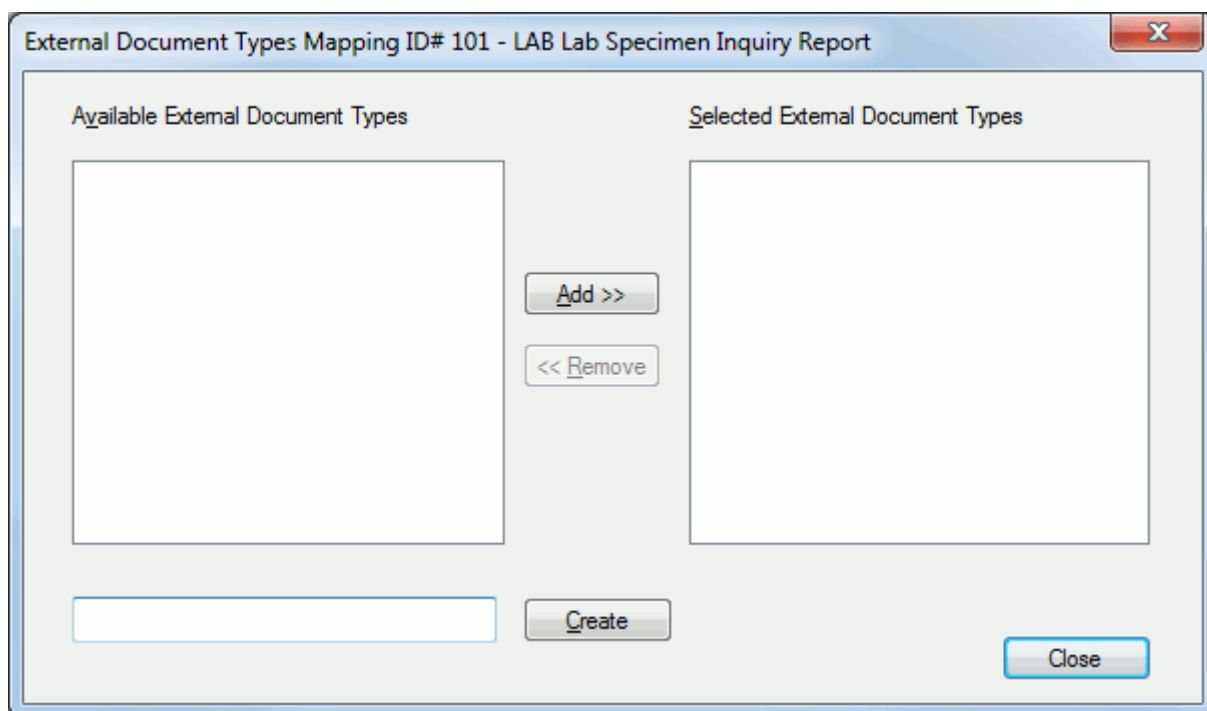 External Document Types Mapping ID# 101 - LAB Lab Specimen Inquiry Report
Available External Document Types
Selected External Document Types
Add >>
<< Remove
Create
Close